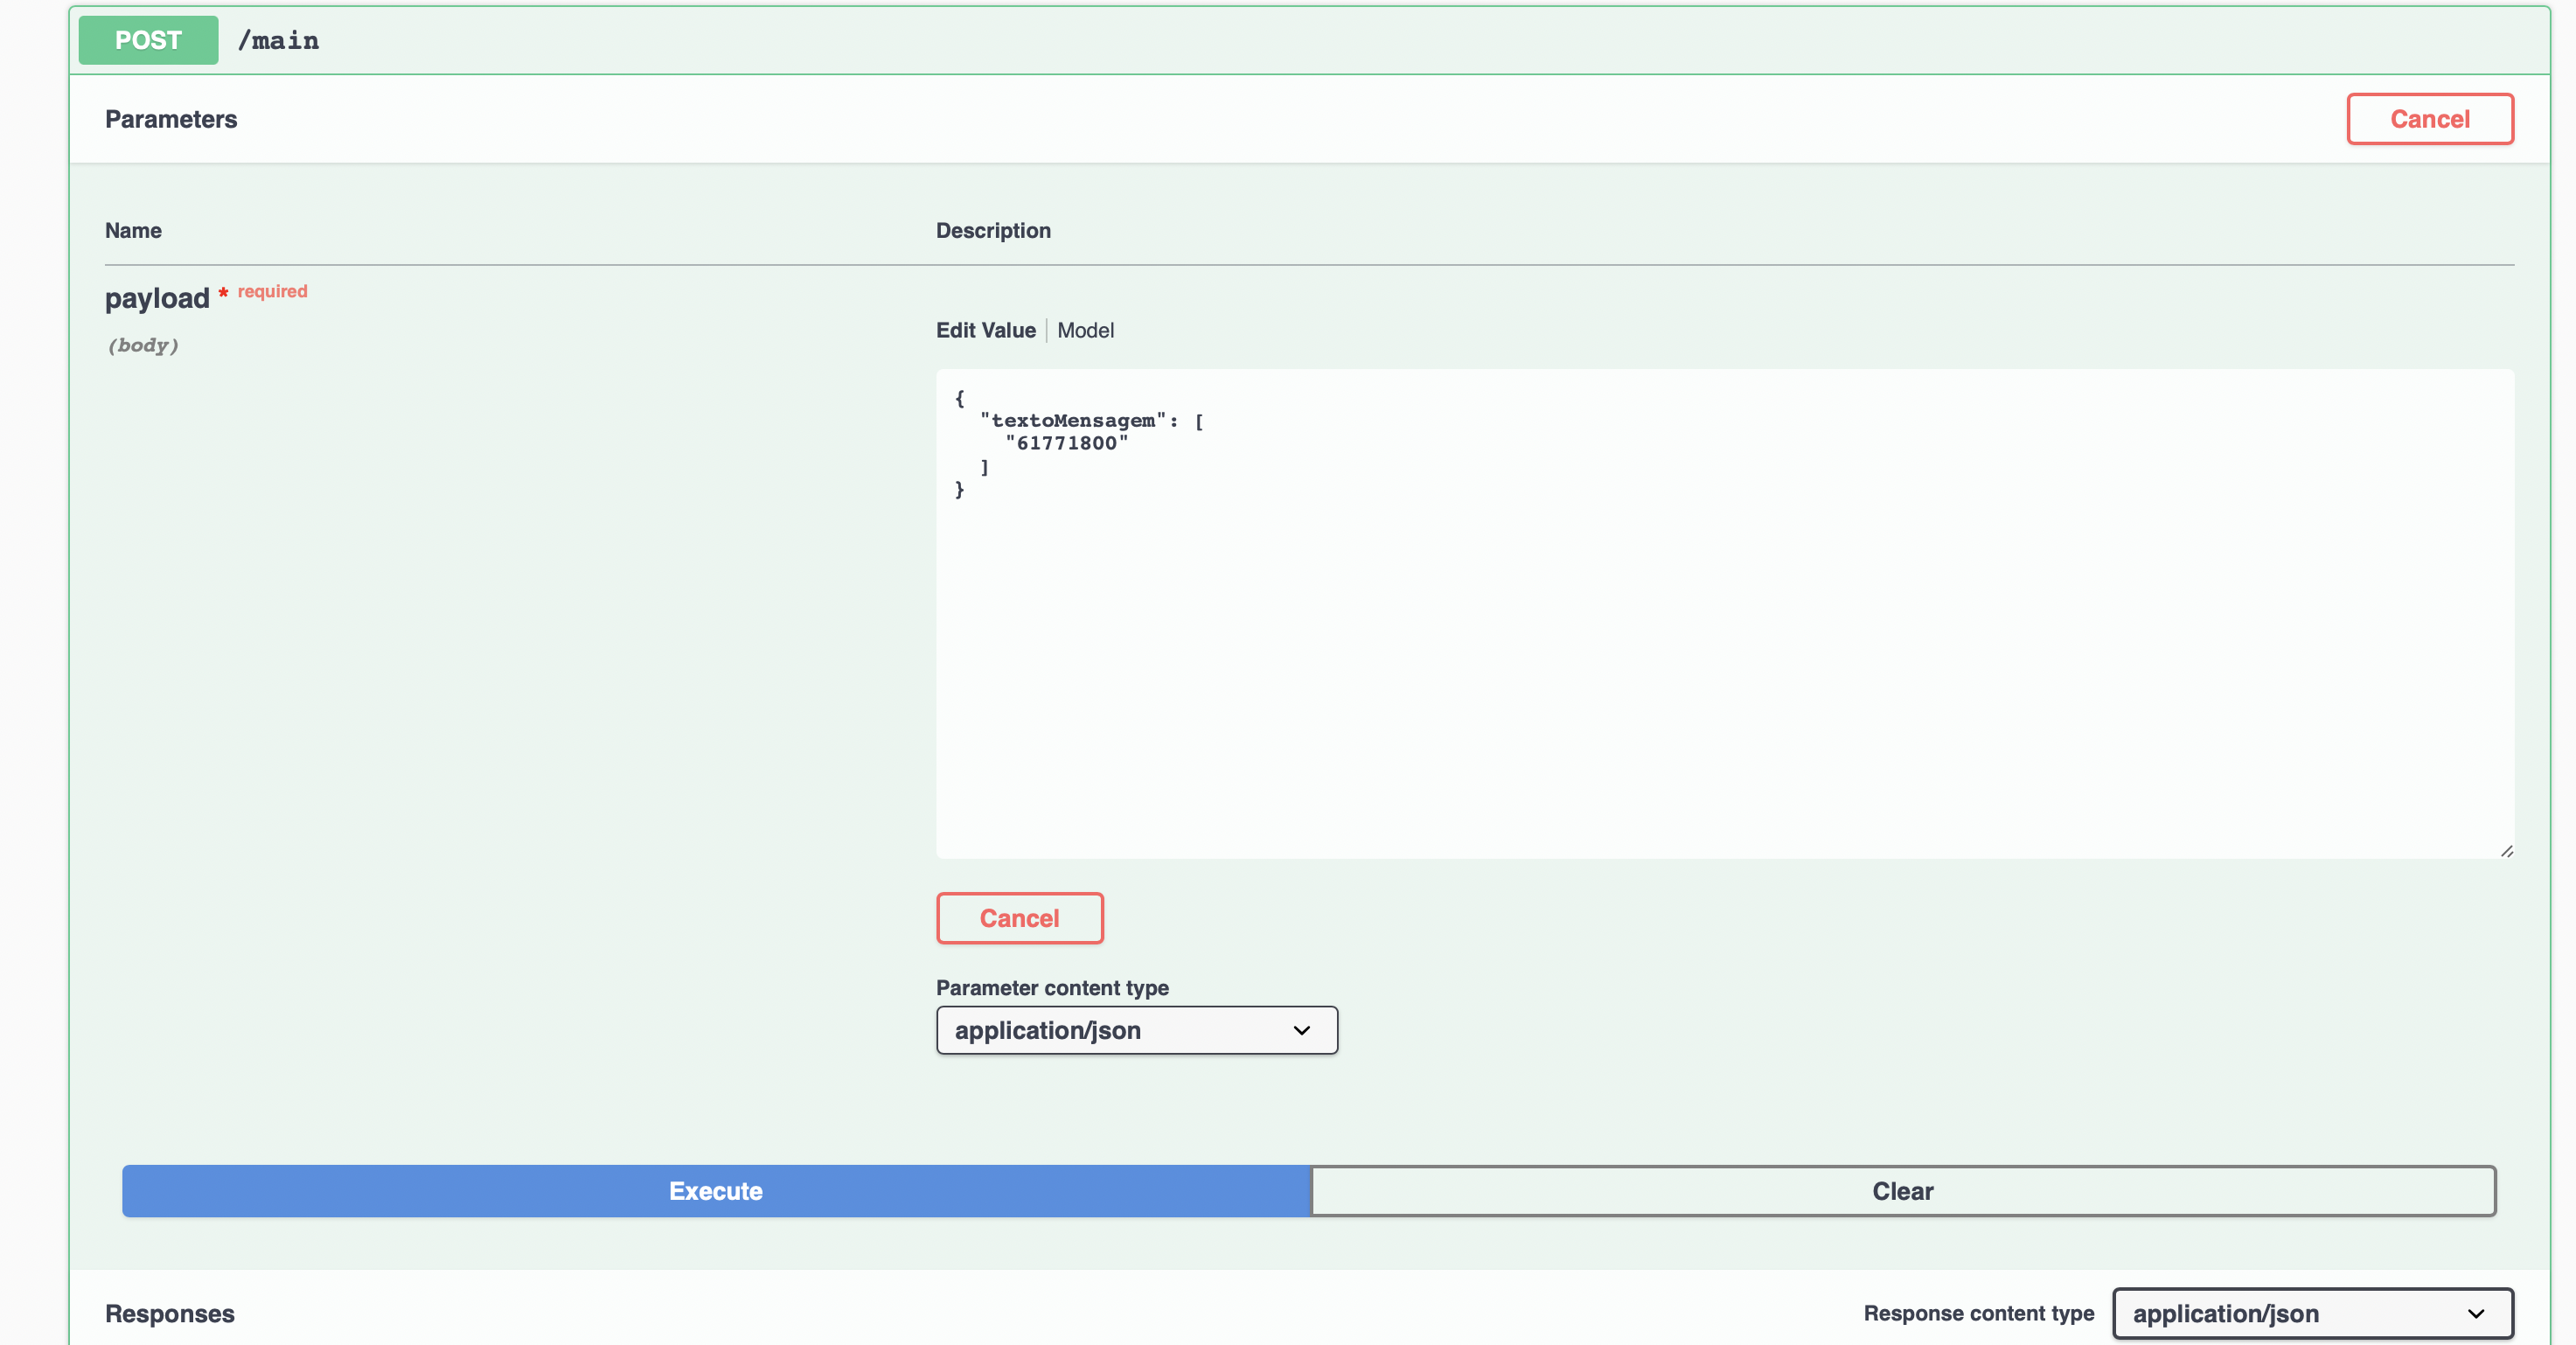 POST /main
Parameters
Cancel
Name
Description
payload * required
(body)
Edit Value | Model
{
  "textoMensagem": [
    "61771800"
  ]
}
Cancel
Parameter content type
application/json
Execute
Clear
Responses
Response content type
application/json